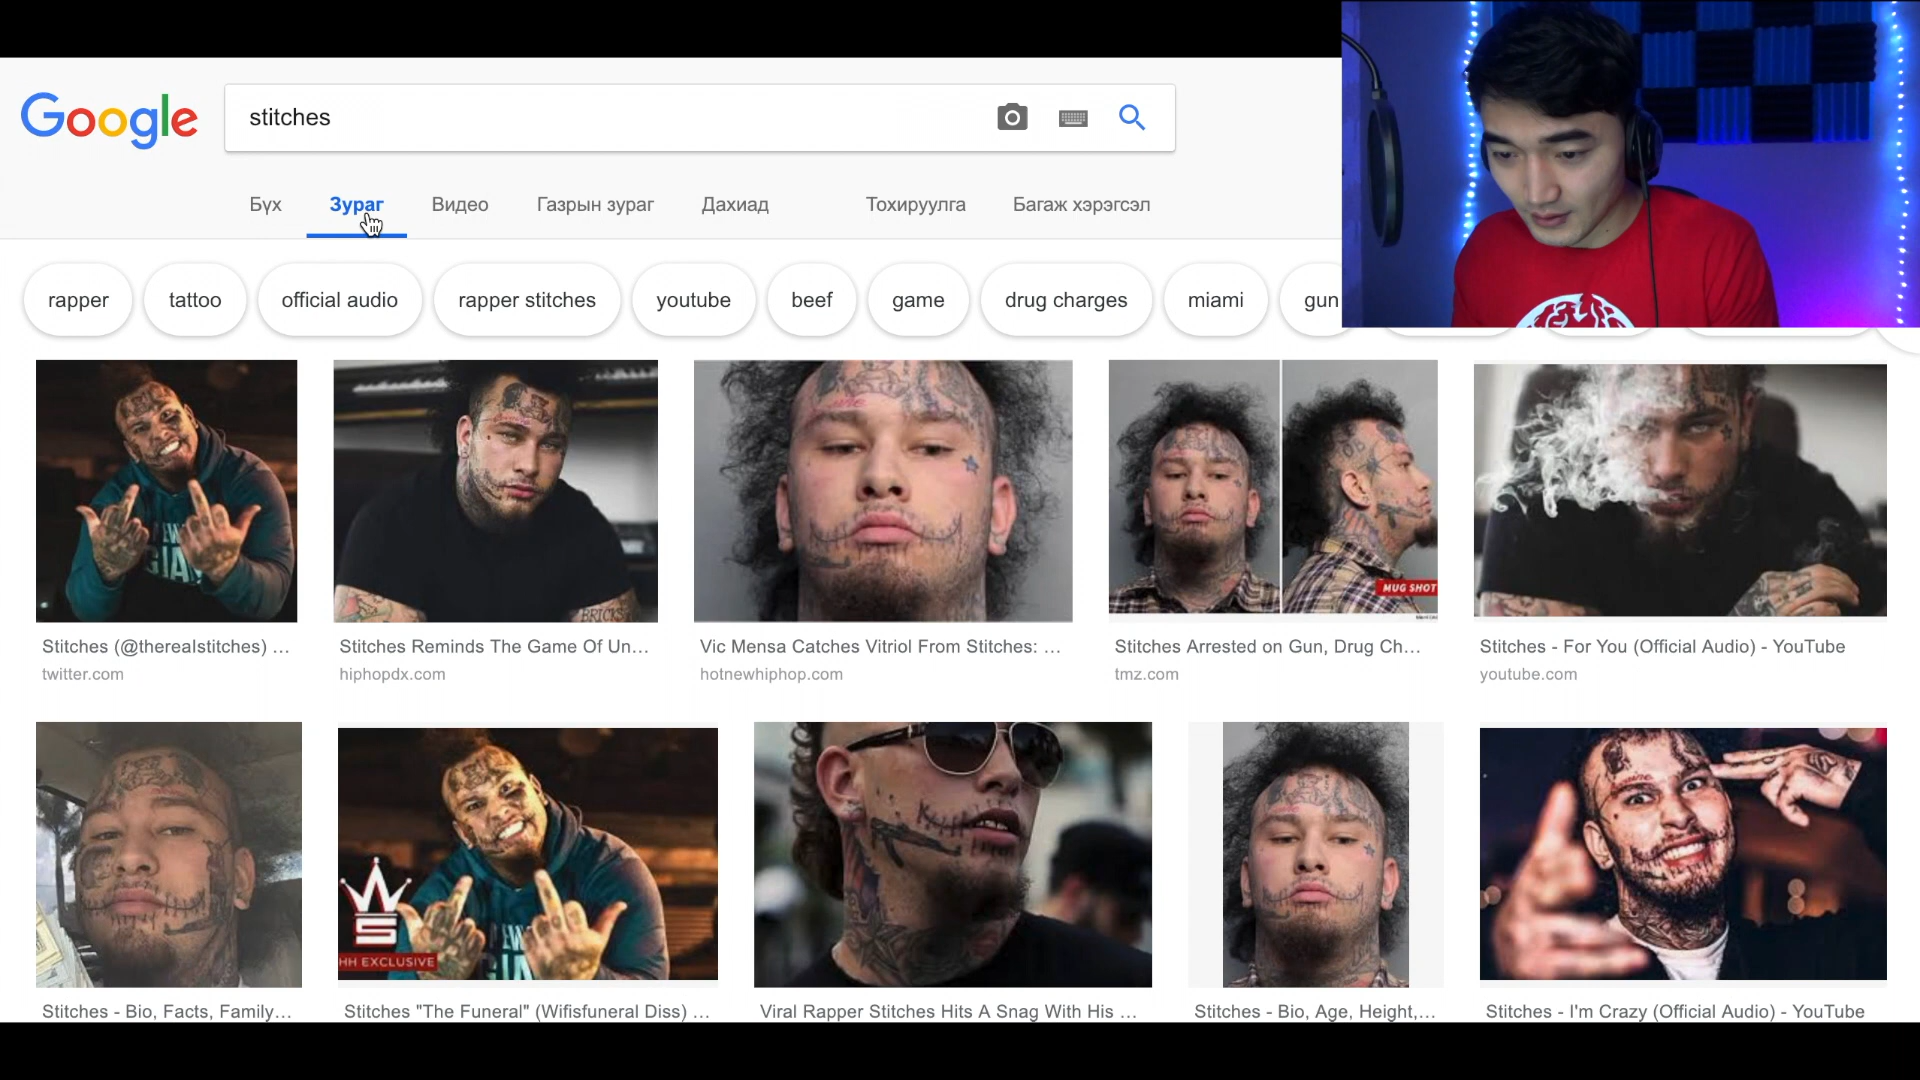 Google
stitches
Бүх
Зураг
Видео
Газрын зураг
Дахиад
Тохируулга
Багаж хэрэгсэл
rapper
tattoo
official audio
rapper stitches
youtube
beef
game
drug charges
miami
gun
MUG SHOT
Stitches (@therealstitches) ...
twitter.com
Stitches Reminds The Game Of Un...
hiphopdx.com
Vic Mensa Catches Vitriol From Stitches: ...
hotnewhiphop.com
Stitches Arrested on Gun, Drug Ch...
tmz.com
Stitches - For You (Official Audio) - YouTube
youtube.com
BRICKS
HH EXCLUSIVE
Stitches - Bio, Facts, Family...
Stitches "The Funeral" (Wifisfuneral Diss) ...
Viral Rapper Stitches Hits A Snag With His ...
Stitches - Bio, Age, Height,...
Stitches - I'm Crazy (Official Audio) - YouTube